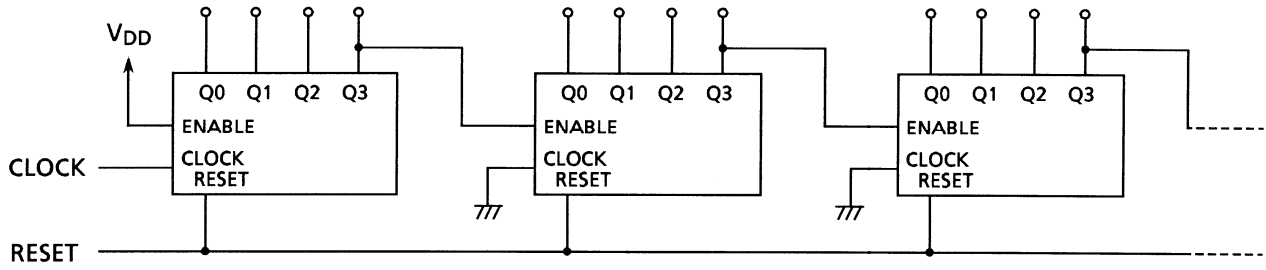 VDD
Q0 Q1 Q2 Q3
ENABLE
CLOCK
RESET
Q0 Q1 Q2 Q3
ENABLE
CLOCK
RESET
Q0 Q1 Q2 Q3
ENABLE
CLOCK
RESET
CLOCK
RESET